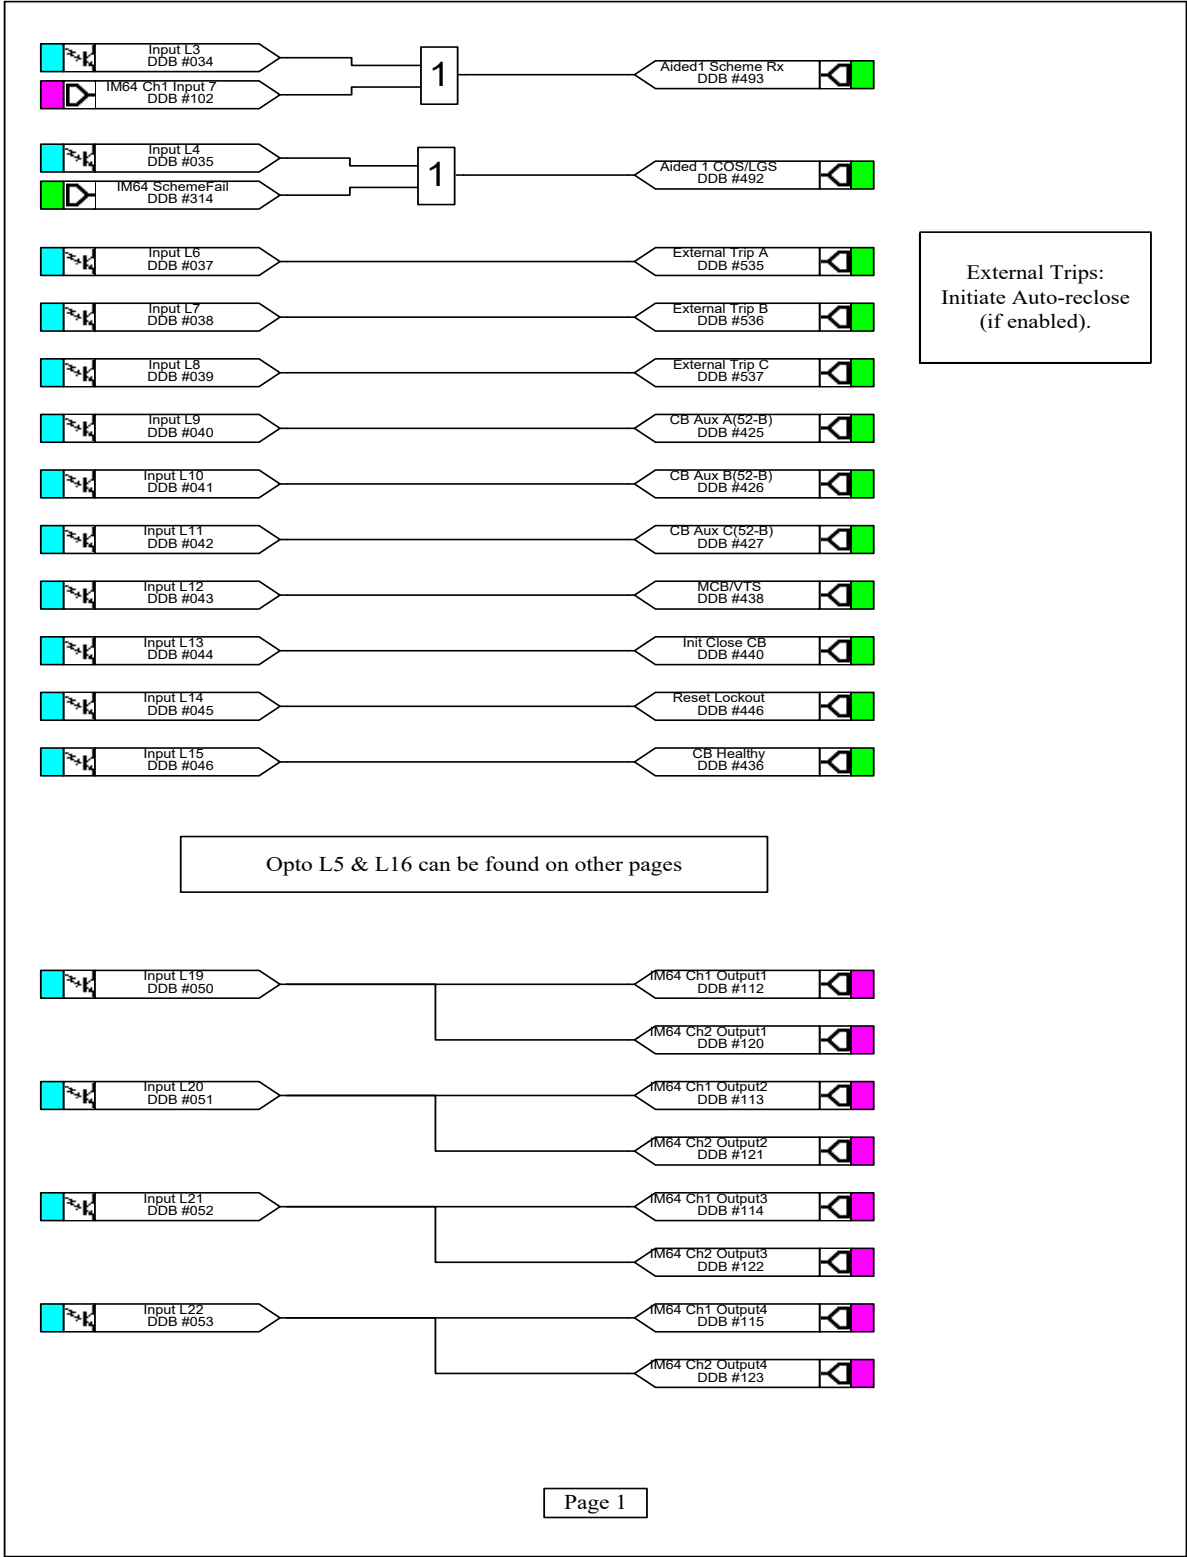 Input L3
DDB #034
IM64 Ch1 Input 7
DDB #102
1
Aided1 Scheme Rx
DDB #493
Input L4
DDB #035
IM64 SchemeFail
DDB #314
1
Aided 1 COS/LGS
DDB #492
Input L6
DDB #037
External Trip A
DDB #535
External Trips:
Initiate Auto-reclose
(if enabled).
Input L7
DDB #038
External Trip B
DDB #536
Input L8
DDB #039
External Trip C
DDB #537
Input L9
DDB #040
CB Aux A(52-B)
DDB #425
Input L10
DDB #041
CB Aux B(52-B)
DDB #426
Input L11
DDB #042
CB Aux C(52-B)
DDB #427
Input L12
DDB #043
MCB/VTS
DDB #438
Input L13
DDB #044
Init Close CB
DDB #440
Input L14
DDB #045
Reset Lockout
DDB #446
Input L15
DDB #046
CB Healthy
DDB #436
Opto L5 & L16 can be found on other pages
Input L19
DDB #050
IM64 Ch1 Output1
DDB #112
IM64 Ch2 Output1
DDB #120
Input L20
DDB #051
IM64 Ch1 Output2
DDB #113
IM64 Ch2 Output2
DDB #121
Input L21
DDB #052
IM64 Ch1 Output3
DDB #114
IM64 Ch2 Output3
DDB #122
Input L22
DDB #053
IM64 Ch1 Output4
DDB #115
IM64 Ch2 Output4
DDB #123
Page 1